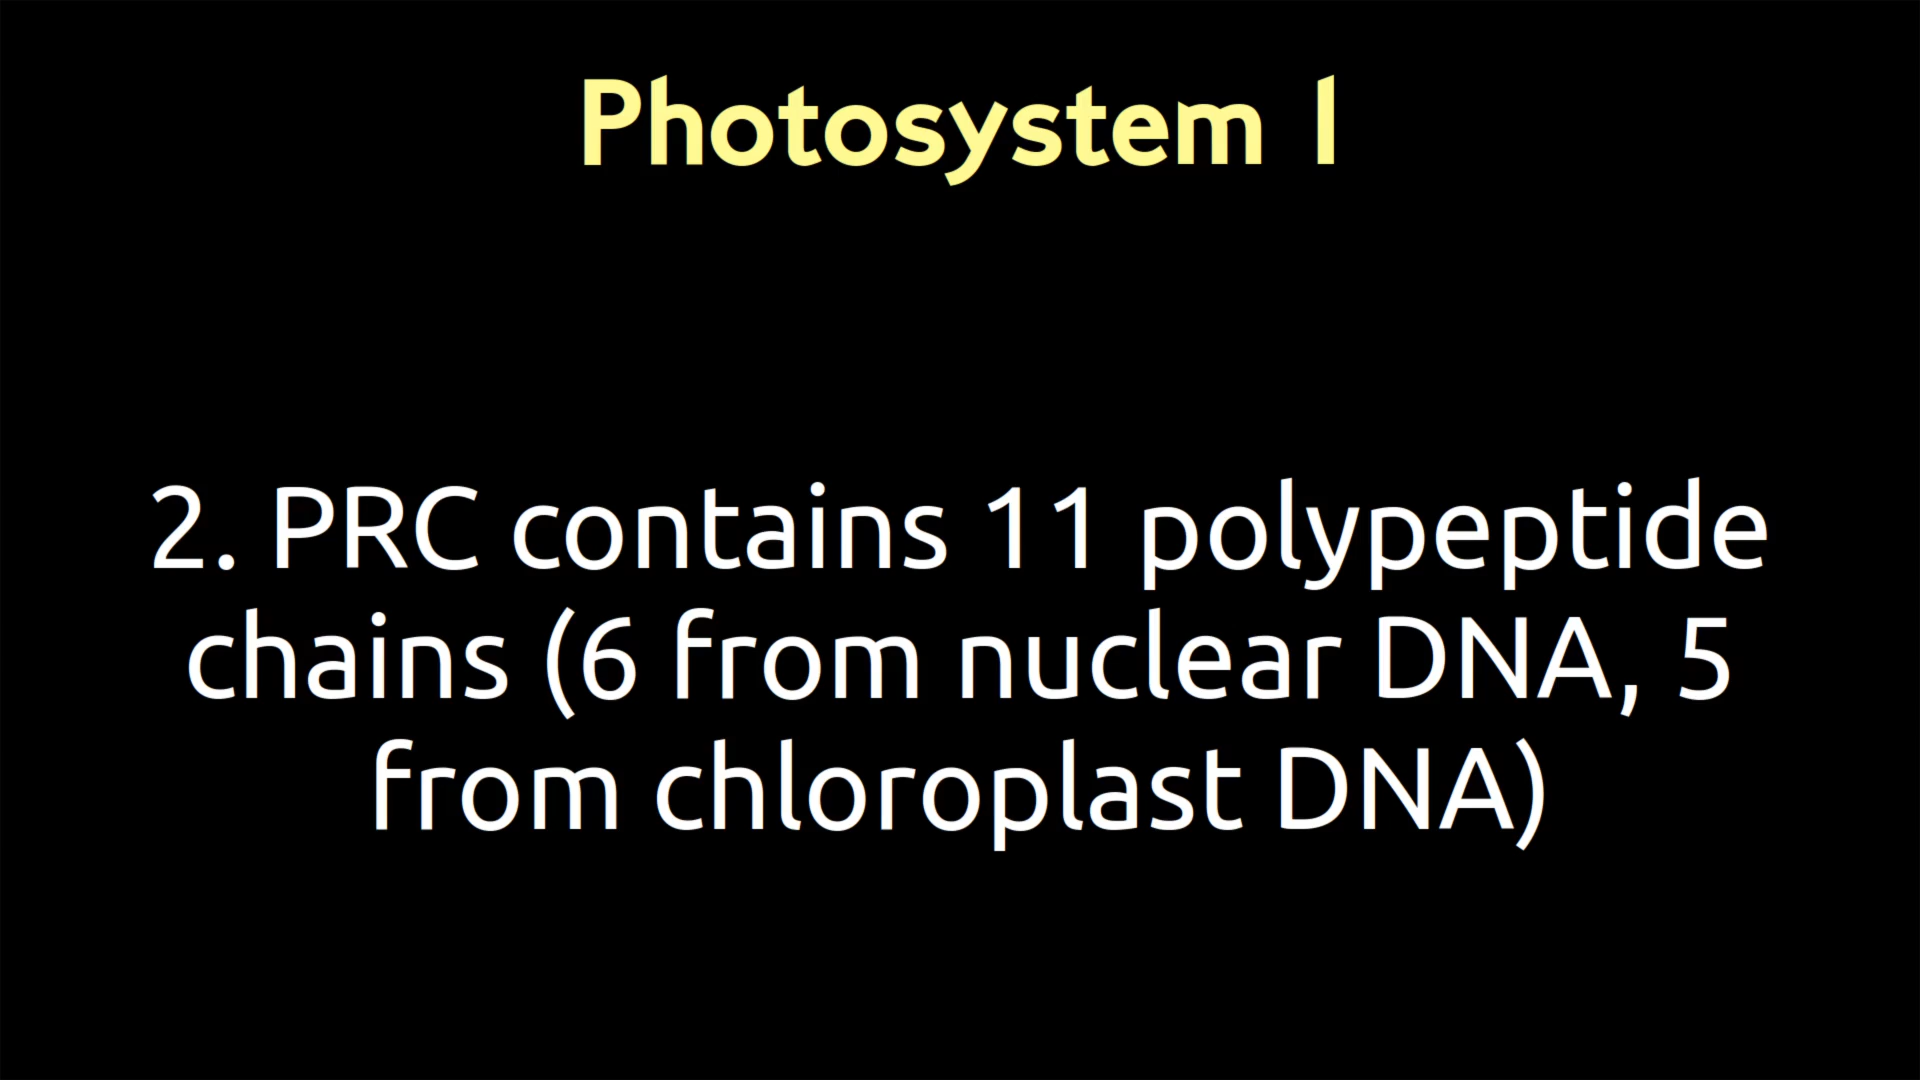 Photosystem I
2. PRC contains 11 polypeptide
chains (6 from nuclear DNA, 5
from chloroplast DNA)